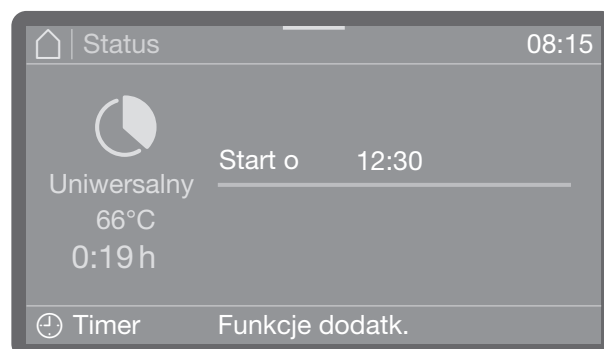 Status 08:15
Start o 12:30
Uniwersalny
66°C
0:19 h
Timer Funkcje dodatk.